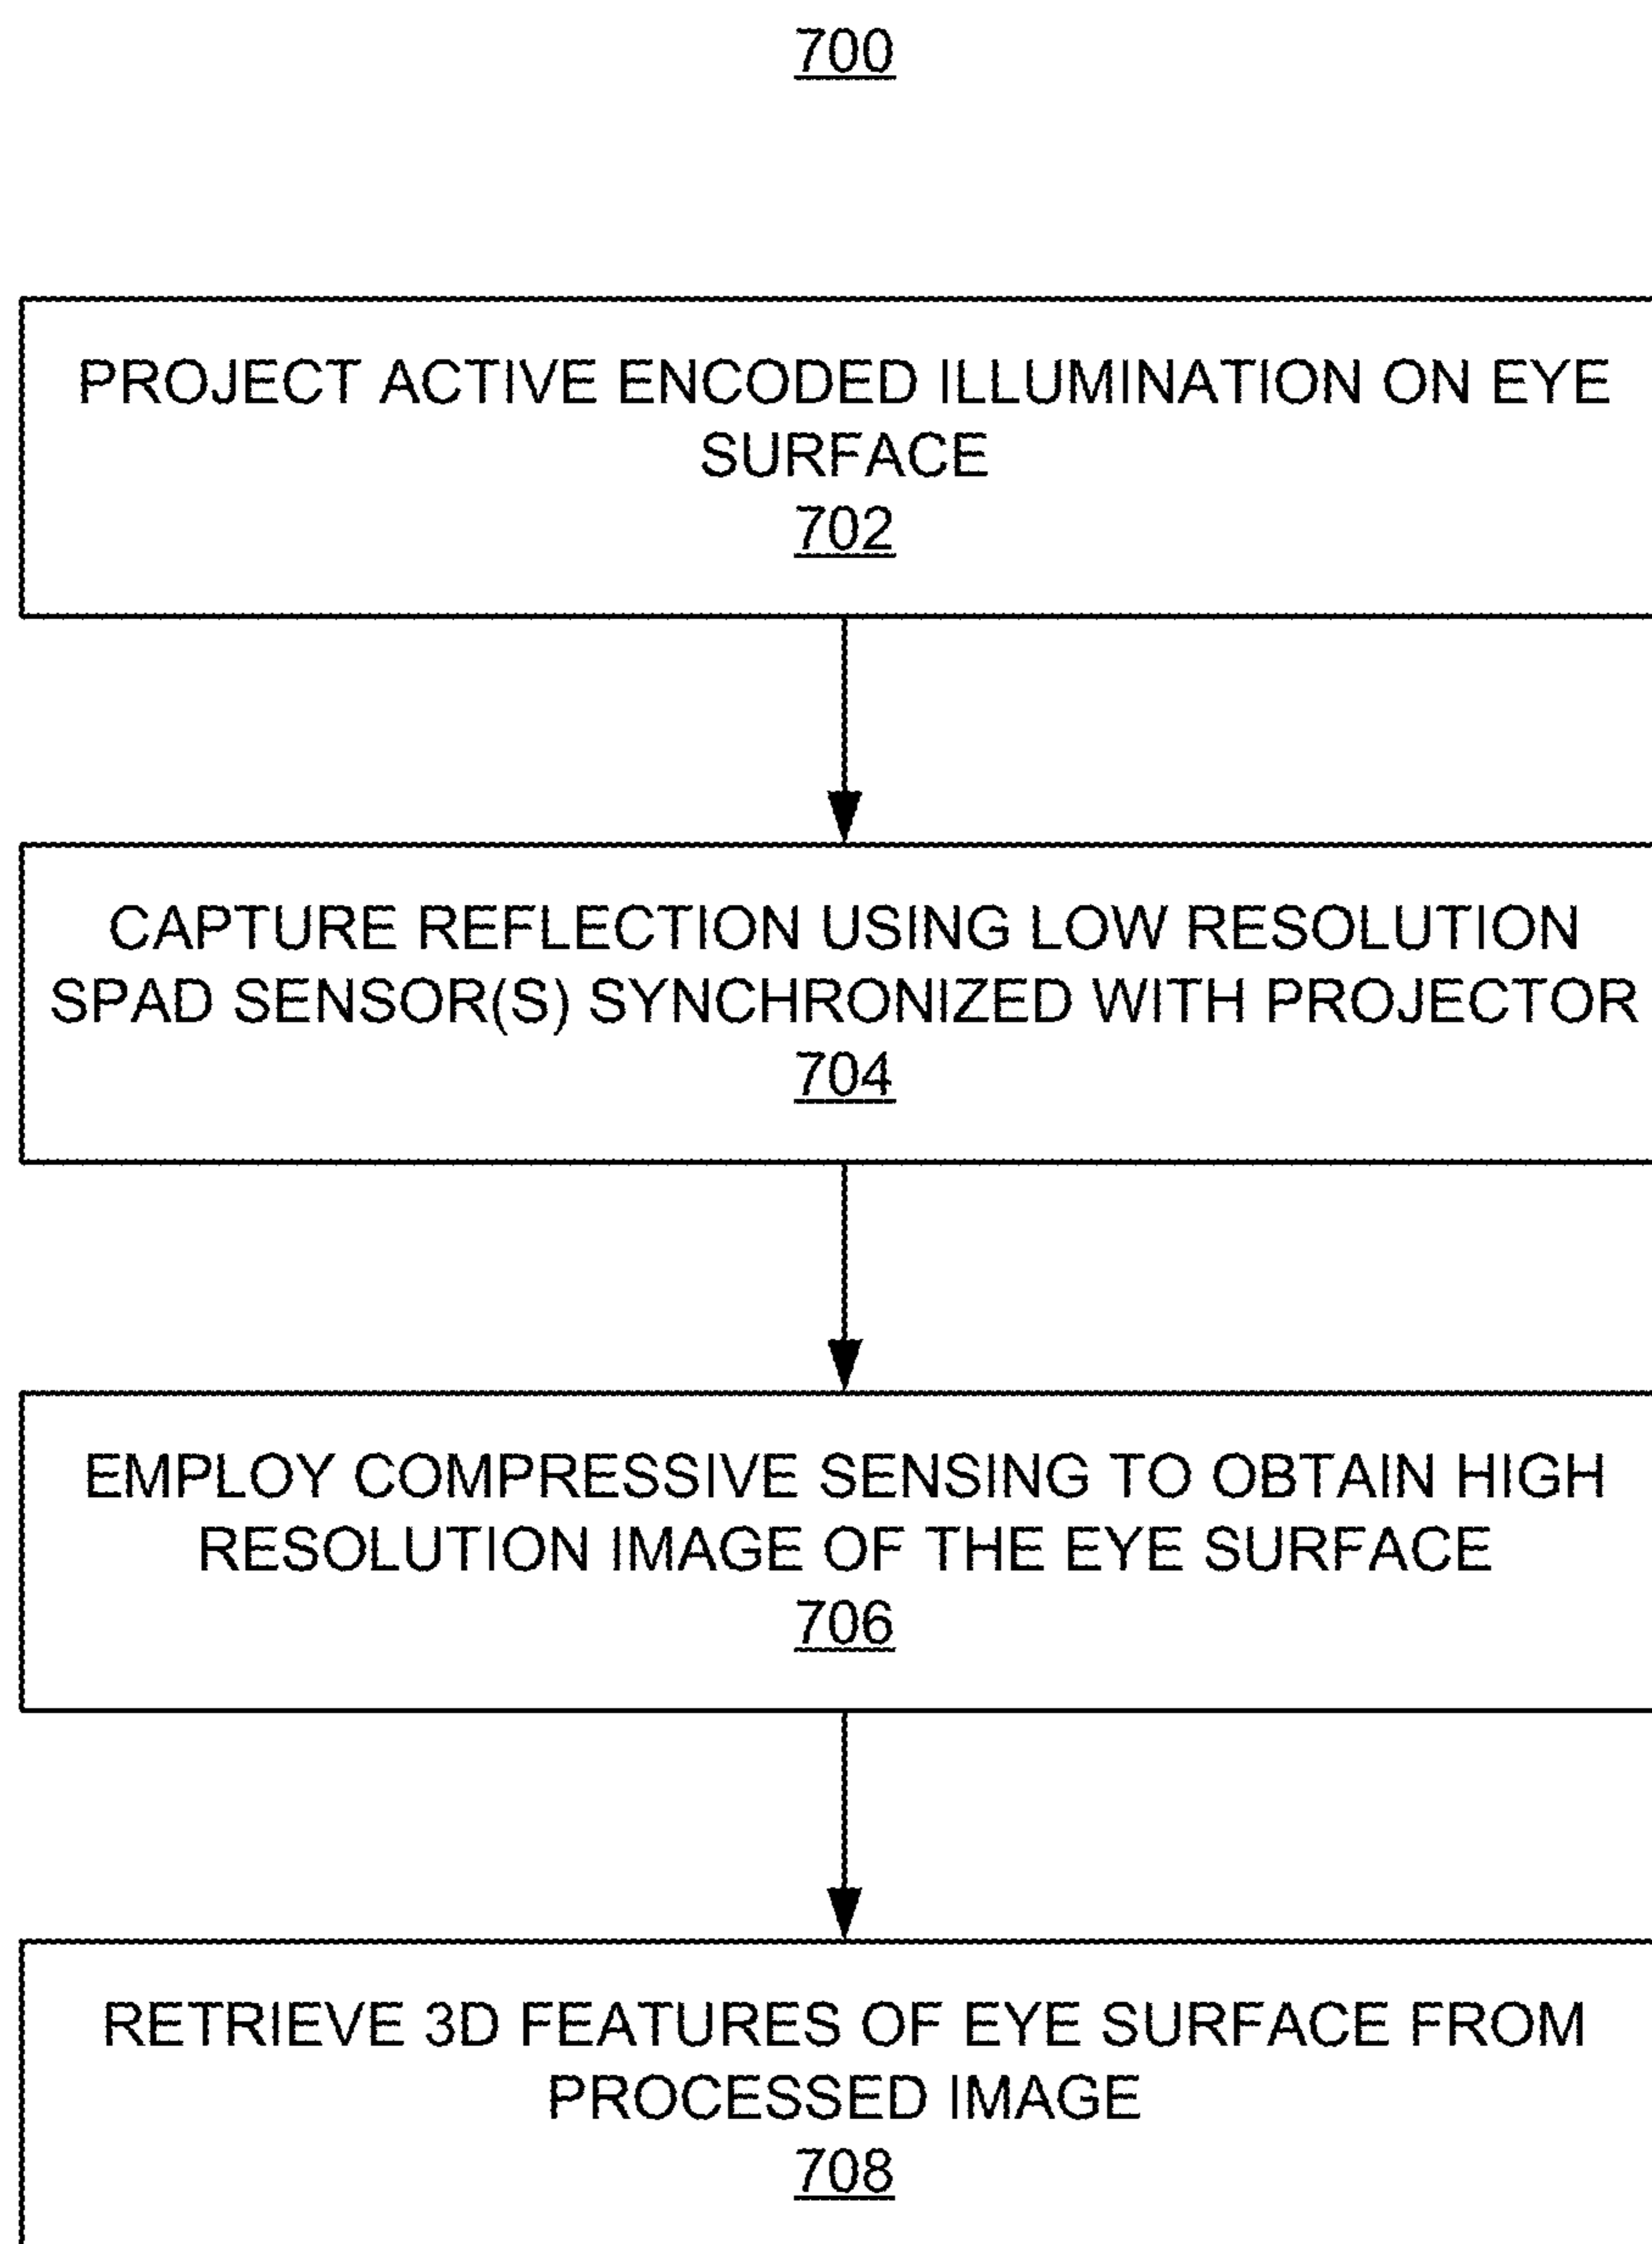 700
PROJECT ACTIVE ENCODED ILLUMINATION ON EYE
SURFACE
702
CAPTURE REFLECTION USING LOW RESOLUTION
SPAD SENSOR(S) SYNCHRONIZED WITH PROJECTOR
704
EMPLOY COMPRESSIVE SENSING TO OBTAIN HIGH
RESOLUTION IMAGE OF THE EYE SURFACE
706
RETRIEVE 3D FEATURES OF EYE SURFACE FROM
PROCESSED IMAGE
708